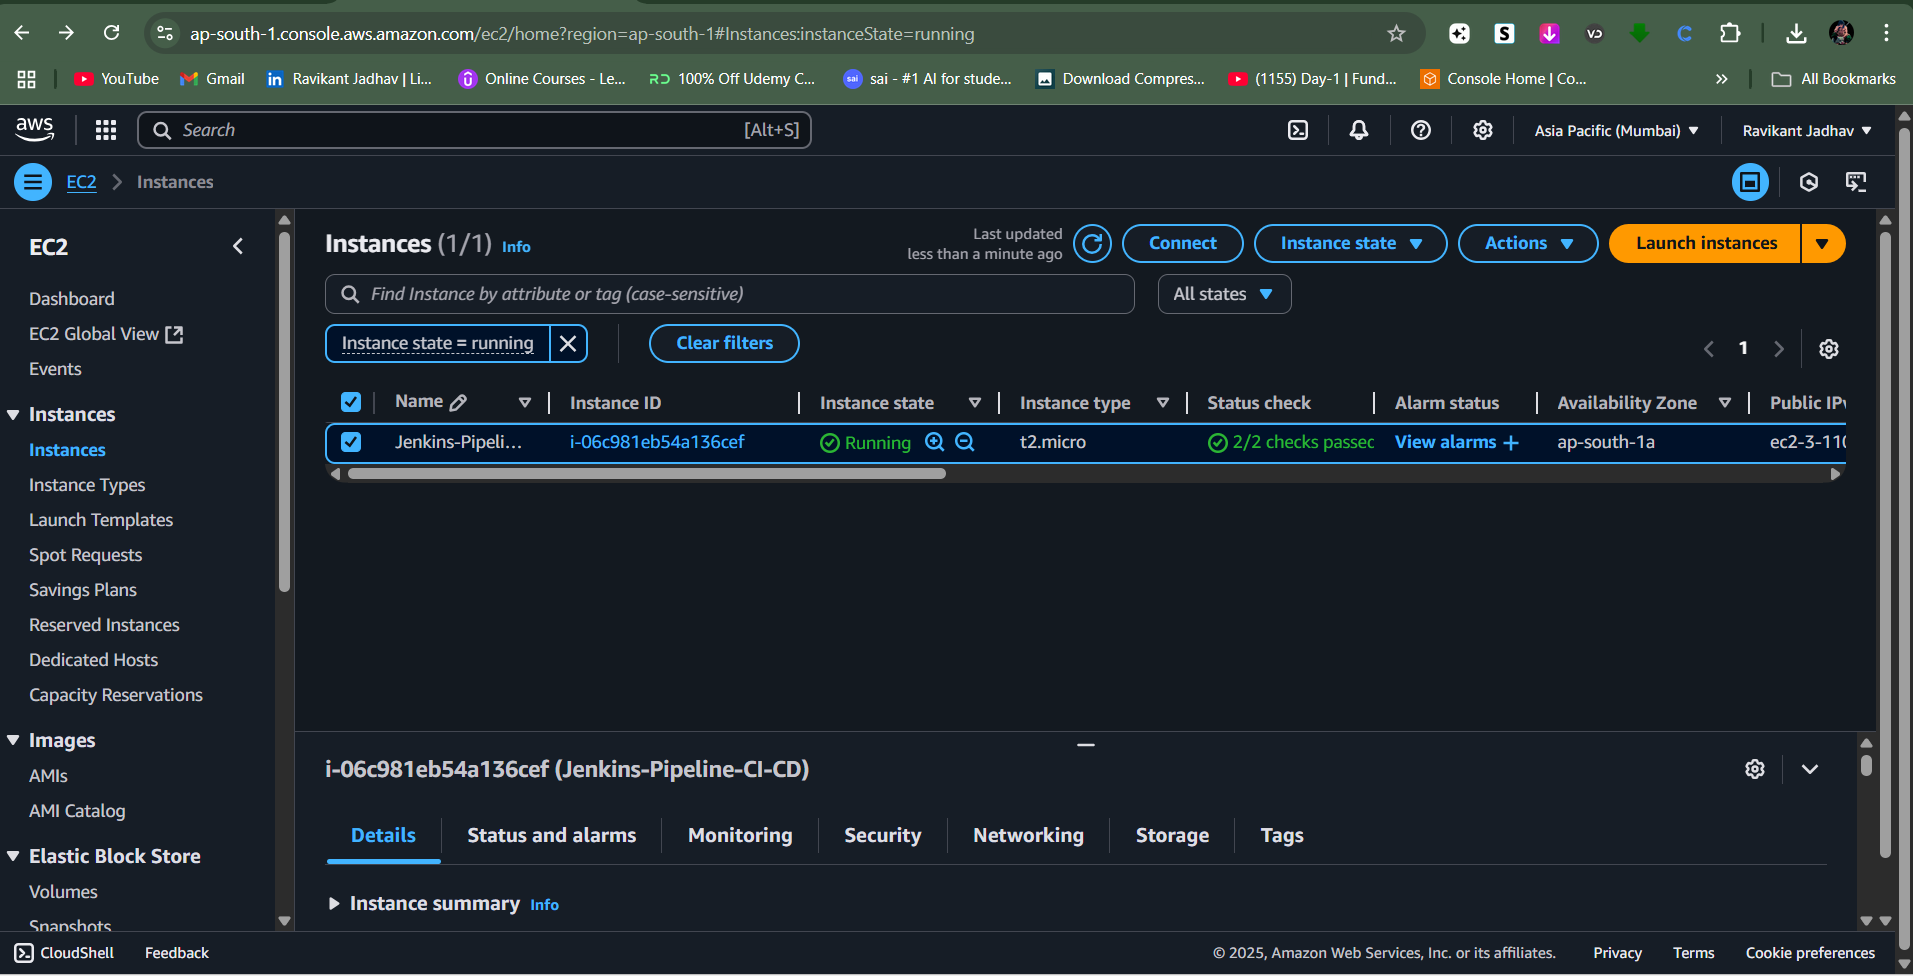 ap-south-1.console.aws.amazon.com/ec2/home?region=ap-south-1#Instances:instanceState=running
YouTube Gmail Ravikant Jadhav | Li... Online Courses - Le... 100% Off Udemy C... sai - #1 AI for stude... Download Compres... (1155) Day-1 | Fund... Console Home | Co... » All Bookmarks
aws Search [Alt+S] Asia Pacific (Mumbai) Ravikant Jadhav
EC2 Instances
EC2
Dashboard
EC2 Global View
Events
Instances
Instances
Instance Types
Launch Templates
Spot Requests
Savings Plans
Reserved Instances
Dedicated Hosts
Capacity Reservations
Images
AMIs
AMI Catalog
Elastic Block Store
Volumes
Snapshots
Instances (1/1) Info
Last updated
less than a minute ago
Connect Instance state Actions Launch instances
Find Instance by attribute or tag (case-sensitive) All states
Instance state = running Clear filters 1
Name Instance ID Instance state Instance type Status check Alarm status Availability Zone Public IPv
Jenkins-Pipeli... i-06c981eb54a136cef Running t2.micro 2/2 checks passec View alarms + ap-south-1a ec2-3-110
i-06c981eb54a136cef (Jenkins-Pipeline-CI-CD)
Details Status and alarms Monitoring Security Networking Storage Tags
Instance summary Info
CloudShell Feedback © 2025, Amazon Web Services, Inc. or its affiliates. Privacy Terms Cookie preferences